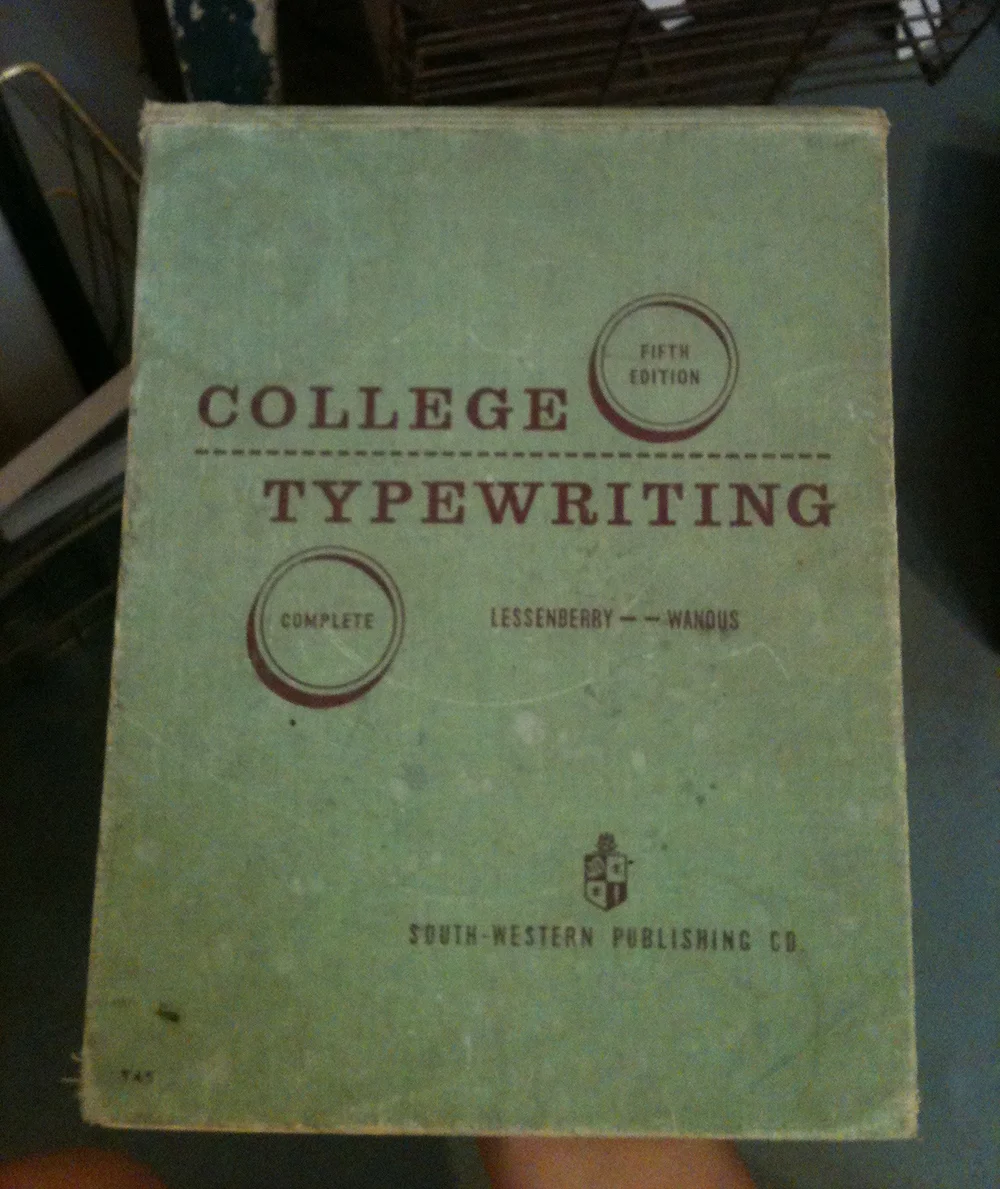 FIFTH
EDITION
COLLEGE
TYPEWRITING
COMPLETE
LESSENBERRY -- WANOUS
SOUTH-WESTERN PUBLISHING CO.